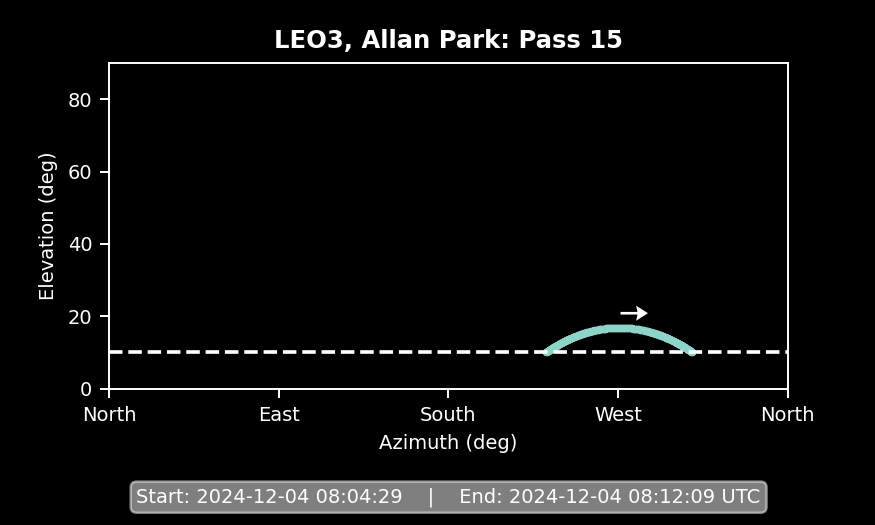 LEO3, Allan Park: Pass 15
Elevation (deg)
80
60
40
20
0
North East South West North
Azimuth (deg)
Start: 2024-12-04 08:04:29 | End: 2024-12-04 08:12:09 UTC